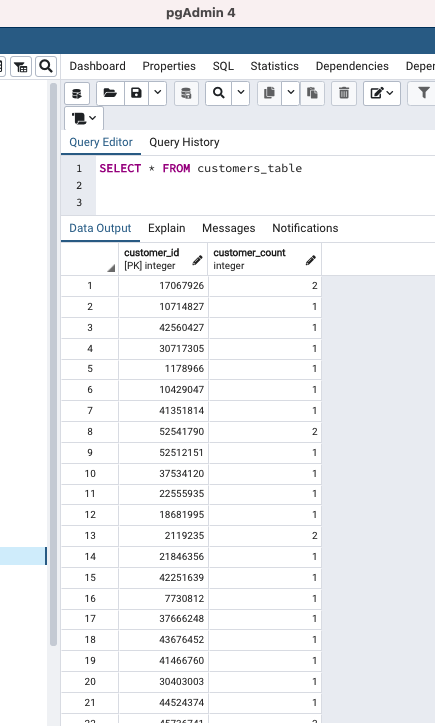 pgAdmin 4
Dashboard Properties SQL Statistics Dependencies
Query Editor Query History
1 SELECT * FROM customers_table
2
3
Data Output Explain Messages Notifications
customer_id customer_count
[PK] integer integer
1 17067926 2
2 10714827 1
3 42560427 1
4 30717305 1
5 1178966 1
6 10429047 1
7 41351814 1
8 52541790 2
9 52512151 1
10 37534120 1
11 22555935 1
12 18681995 1
13 2119235 2
14 21846356 1
15 42251639 1
16 7730812 1
17 37666248 1
18 43676452 1
19 41466760 1
20 30403003 1
21 44524374 1